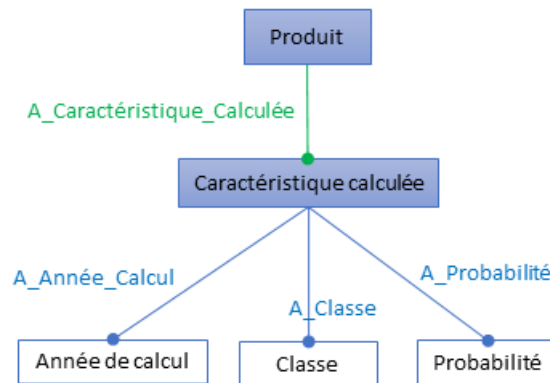 Produit
A_Caractéristique_Calculée
Caractéristique calculée
A_Année_Calcul
A_Classe
A_Probabilité
Année de calcul
Classe
Probabilité